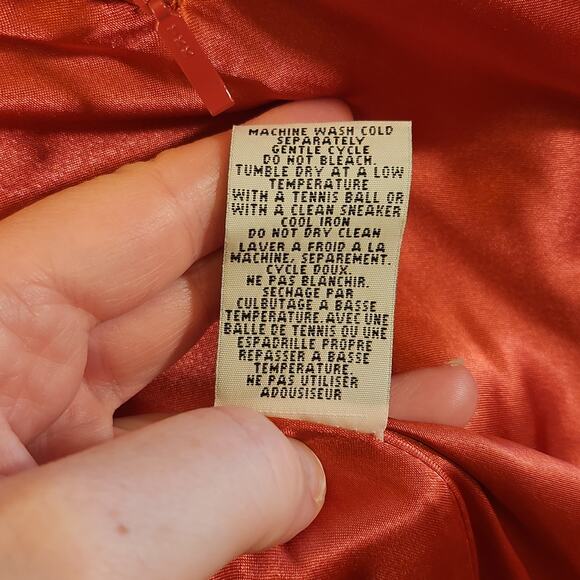 YKK
MACHINE WASH COLD
SEPARATELY
GENTLE CYCLE
DO NOT BLEACH.
TUMBLE DRY AT A LOW
TEMPERATURE
WITH A TENNIS BALL OR
WITH A CLEAN SNEAKER
COOL IRON
DO NOT DRY CLEAN
LAVER A FROID A LA
MACHINE, SEPAREMENT.
CYCLE DOUX.
NE PAS BLANCHIR.
SECHAGE PAR
CULBUTAGE A BASSE
TEMPERATURE.AVEC UNE
BALLE DE TENNIS OU UNE
ESPADRILLE PROPRE
REPASSER A BASSE
TEMPERATURE.
NE PAS UTILISER
ADOUSISEUR